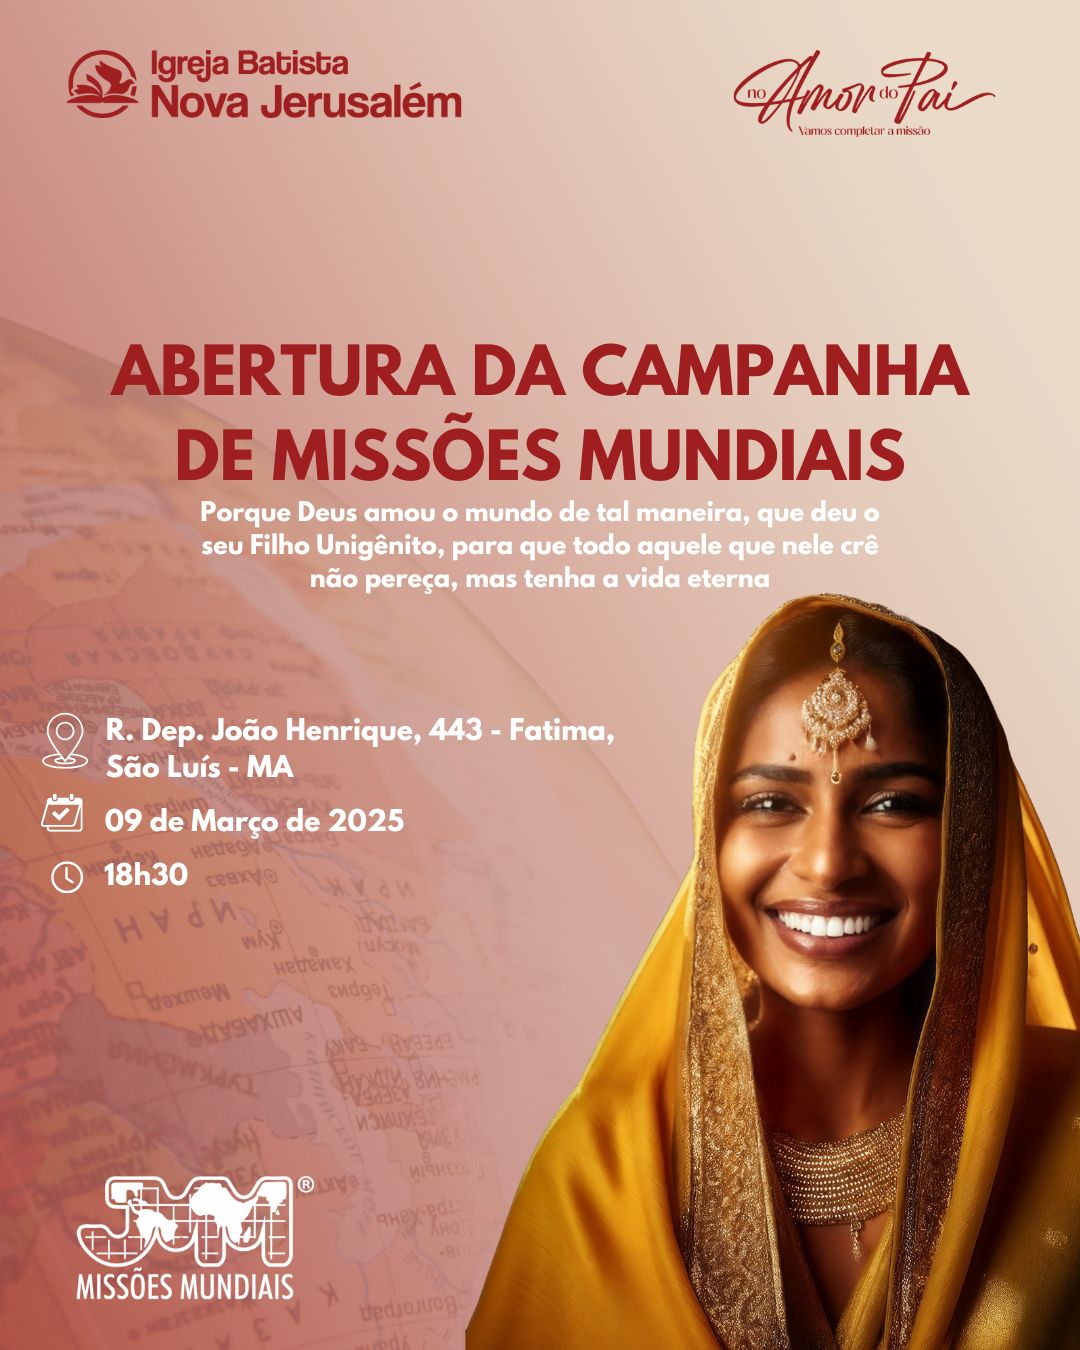 Igreja Batista
Nova Jerusalém
no Amor do Pai
Vamos completar a missão
ABERTURA DA CAMPANHA
DE MISSÕES MUNDIAIS
Porque Deus amou o mundo de tal maneira, que deu o
seu Filho Unigênito, para que todo aquele que nele crê
não pereça, mas tenha a vida eterna
R. Dep. João Henrique, 443 - Fatima,
São Luís - MA
09 de Março de 2025
18h30
JMM®
MISSÕES MUNDIAIS